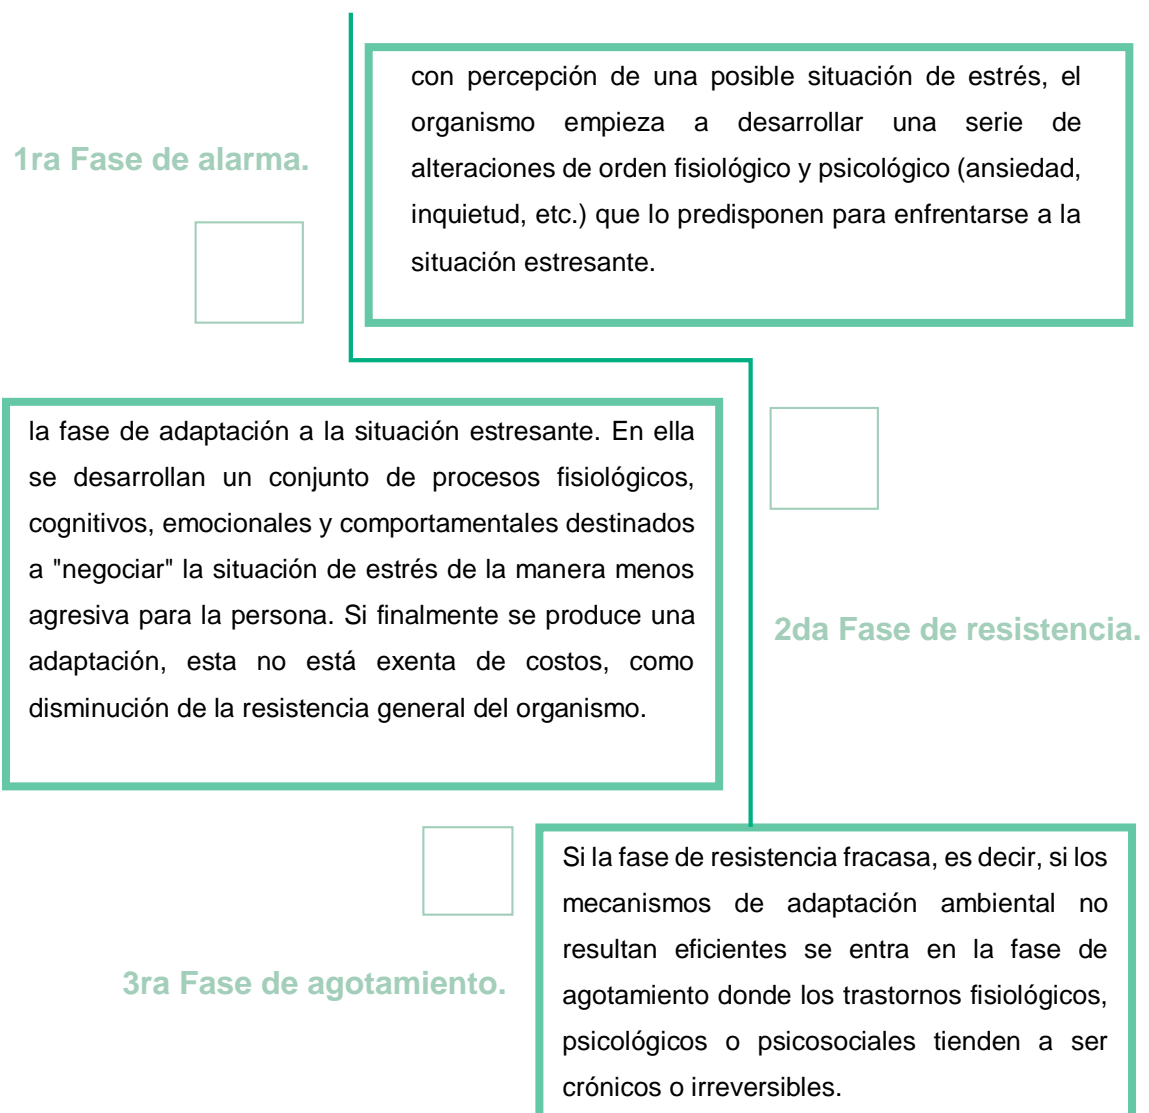 1ra Fase de alarma.
con percepción de una posible situación de estrés, el
organismo empieza a desarrollar una serie de
alteraciones de orden fisiológico y psicológico (ansiedad,
inquietud, etc.) que lo predisponen para enfrentarse a la
situación estresante.
2da Fase de resistencia.
la fase de adaptación a la situación estresante. En ella
se desarrollan un conjunto de procesos fisiológicos,
cognitivos, emocionales y comportamentales destinados
a "negociar" la situación de estrés de la manera menos
agresiva para la persona. Si finalmente se produce una
adaptación, esta no está exenta de costos, como
disminución de la resistencia general del organismo.
3ra Fase de agotamiento.
Si la fase de resistencia fracasa, es decir, si los
mecanismos de adaptación ambiental no
resultan eficientes se entra en la fase de
agotamiento donde los trastornos fisiológicos,
psicológicos o psicosociales tienden a ser
crónicos o irreversibles.